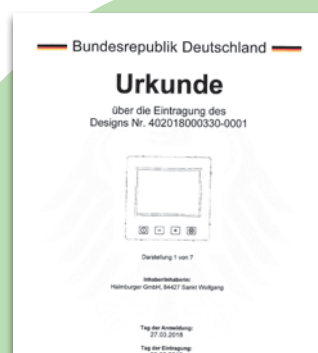 Bundesrepublik Deutschland
Urkunde
über die Eintragung des
Designs Nr. 402018000330-0001
Darstellung 1 von 7
Inhaber/Inhaberin:
Haimburger GmbH, 84427 Sankt Wolfgang
Tag der Anmeldung:
27.03.2018
Tag der Eintragung: